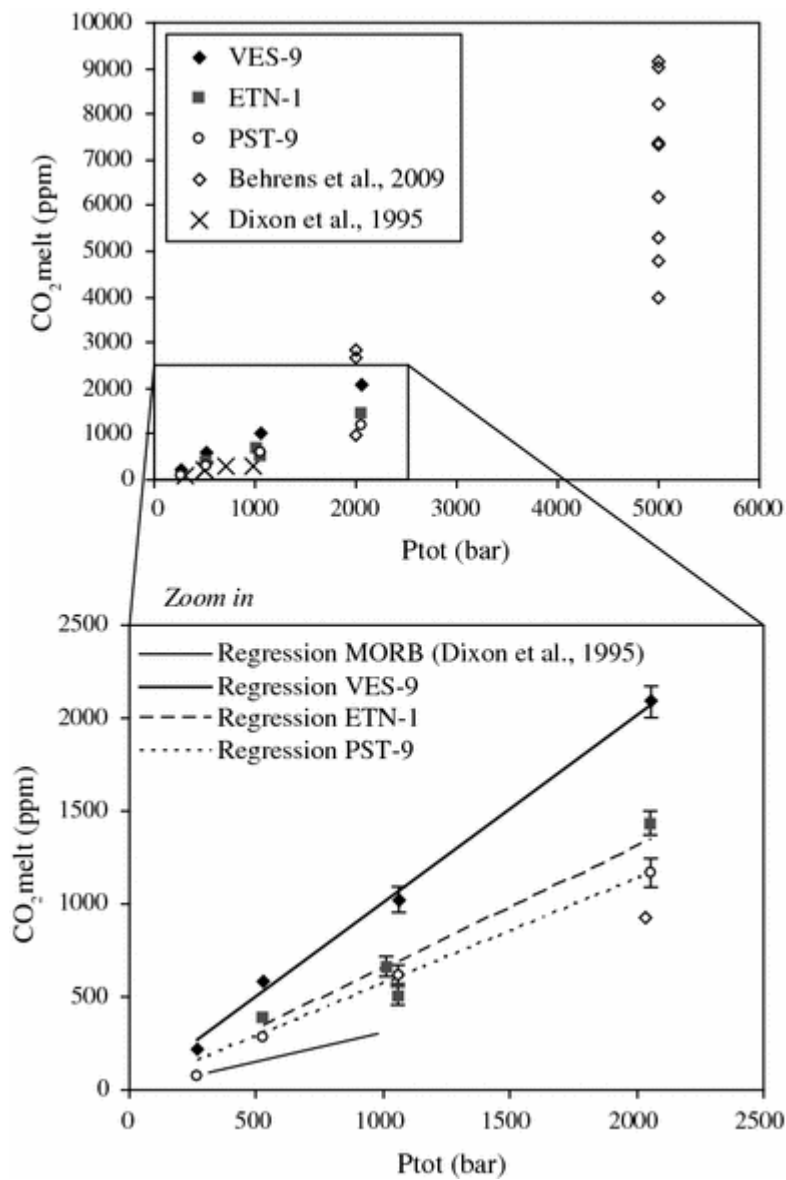 10000
9000
8000
7000
6000
5000
4000
3000
2000
1000
0
CO2 melt (ppm)
VES-9
ETN-1
PST-9
Behrens et al., 2009
Dixon et al., 1995
0 1000 2000 3000 4000 5000 6000
Ptot (bar)
Zoom in
2500
2000
1500
1000
500
0
CO2 melt (ppm)
Regression MORB (Dixon et al., 1995)
Regression VES-9
Regression ETN-1
Regression PST-9
0 500 1000 1500 2000 2500
Ptot (bar)